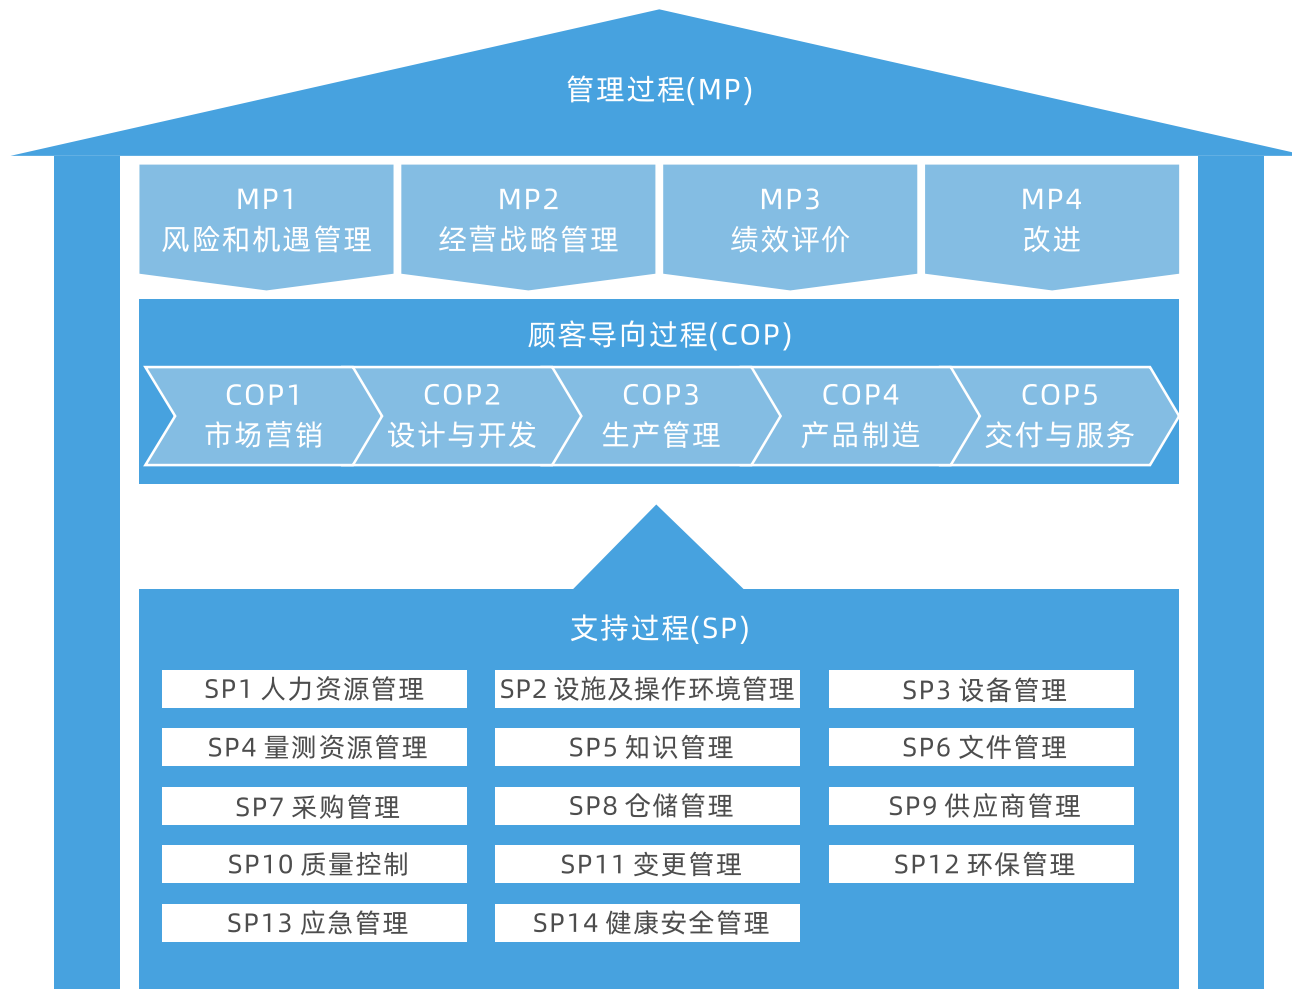 管理过程(MP)
MP1
风险和机遇管理
MP2
经营战略管理
MP3
绩效评价
MP4
改进
顾客导向过程(COP)
COP1
市场营销
COP2
设计与开发
COP3
生产管理
COP4
产品制造
COP5
交付与服务
支持过程(SP)
SP1 人力资源管理
SP2 设施及操作环境管理
SP3 设备管理
SP4 量测资源管理
SP5 知识管理
SP6 文件管理
SP7 采购管理
SP8 仓储管理
SP9 供应商管理
SP10 质量控制
SP11 变更管理
SP12 环保管理
SP13 应急管理
SP14 健康安全管理